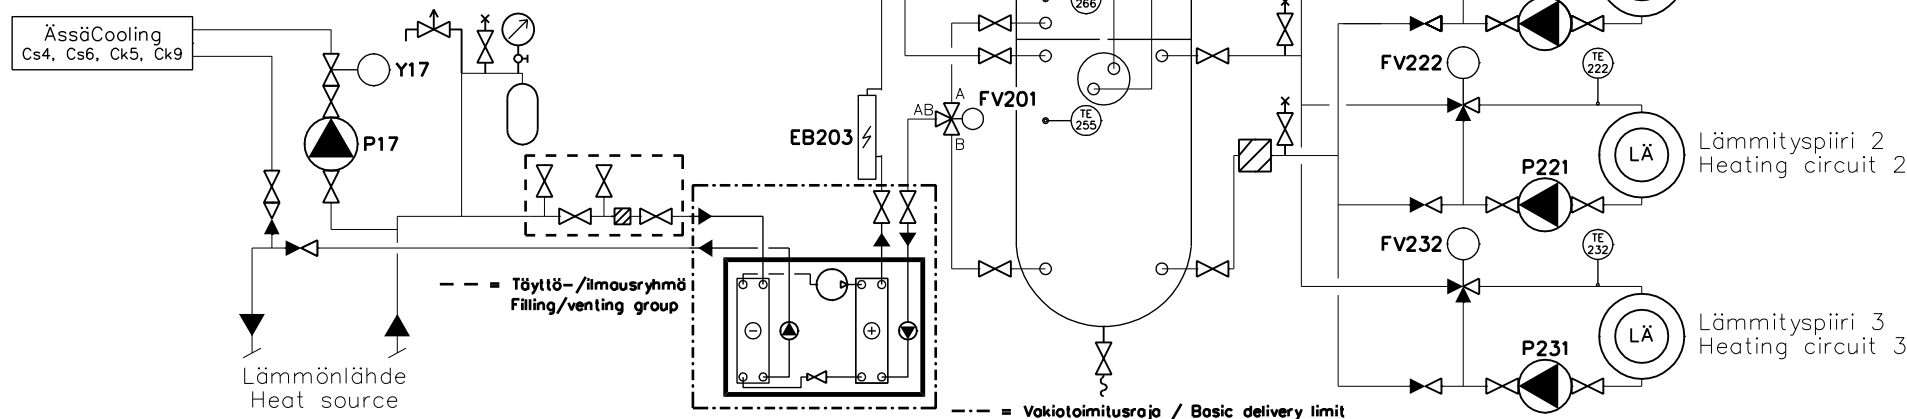 ÄssäCooling
Cs4, Cs6, Ck5, Ck9
Y17
P17
EB203
AB
A
B
FV201
266
TE
255
FV222
TE
222
P221
LÄ
Lämmityspiiri 2
Heating circuit 2
FV232
TE
232
P231
LÄ
Lämmityspiiri 3
Heating circuit 3
= Täyttö-/ilmausryhmä
Filling/venting group
Lämmönlähde
Heat source
= Vakiotoimitusraja / Basic delivery limit